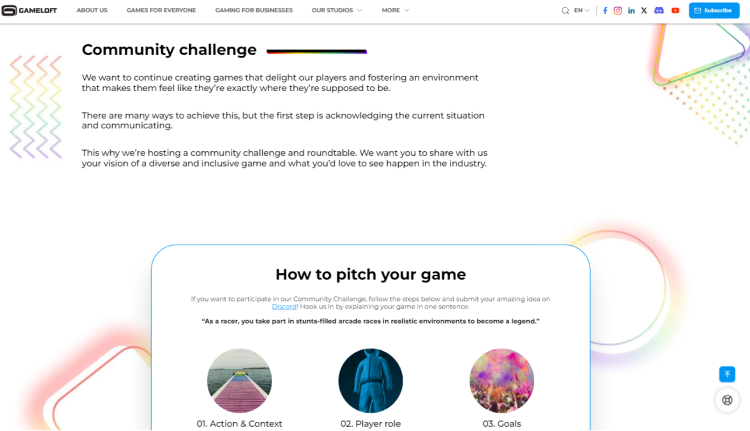 GAMELOFT
ABOUT US
GAMES FOR EVERYONE
GAMING FOR BUSINESSES
OUR STUDIOS
MORE
EN
Subscribe
Community challenge
We want to continue creating games that delight our players and fostering an environment
that makes them feel like they’re exactly where they’re supposed to be.
There are many ways to achieve this, but the first step is acknowledging the current situation
and communicating.
This why we’re hosting a community challenge and roundtable. We want you to share with us
your vision of a diverse and inclusive game and what you’d love to see happen in the industry.
How to pitch your game
If you want to participate in our Community Challenge, follow the steps below and submit your amazing idea on
Discord! Hook us in by explaining your game in one sentence.
“As a racer, you take part in stunts-filled arcade races in realistic environments to become a legend.”
01. Action & Context
02. Player role
03. Goals